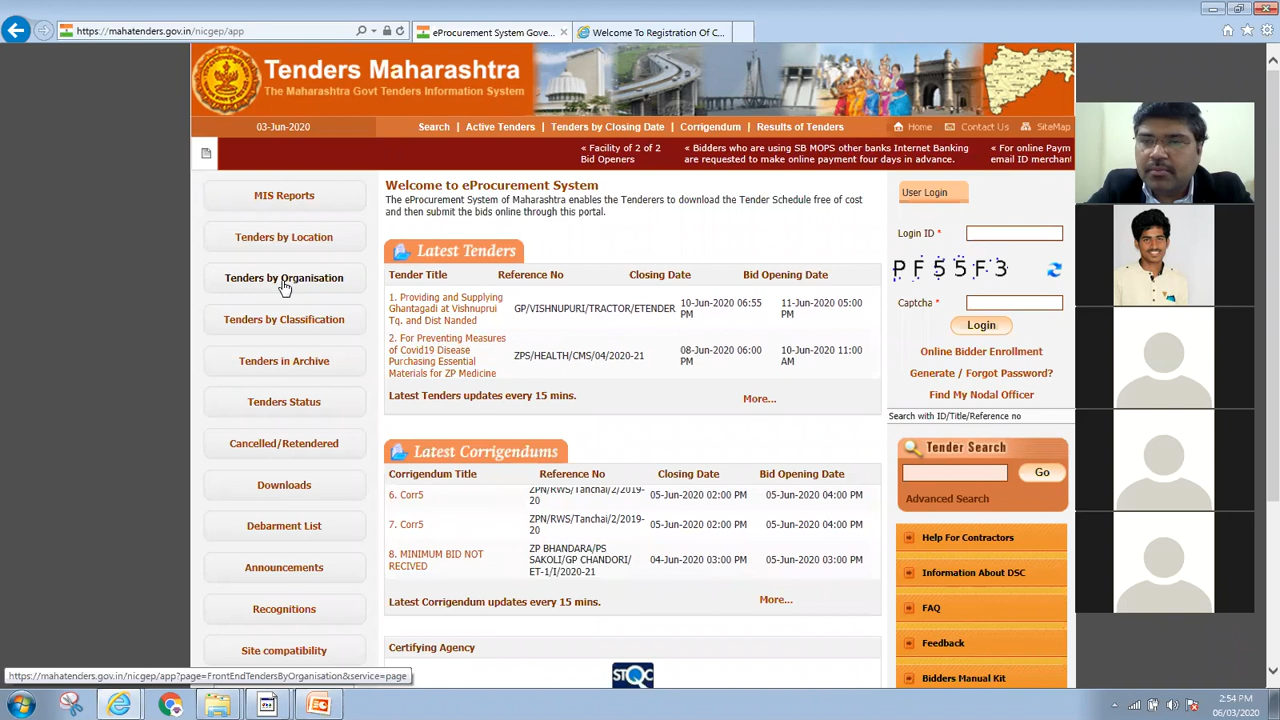 https://mahatenders.gov.in/nicgep/app
eProcurement System Gove...
Welcome To Registration Of C...
Tenders Maharashtra
The Maharashtra Govt Tenders Information System
03-Jun-2020
Search | Active Tenders | Tenders by Closing Date | Corrigendum | Results of Tenders
Home
Contact Us
SiteMap
« Facility of 2 of 2
Bid Openers
« Bidders who are using SB MOPS other banks Internet Banking
are requested to make online payment four days in advance.
« For online Paym
email ID merchan
MIS Reports
Tenders by Location
Tenders by Organisation
Tenders by Classification
Tenders in Archive
Tenders Status
Cancelled/Retendered
Downloads
Debarment List
Announcements
Recognitions
Site compatibility
Welcome to eProcurement System
The eProcurement System of Maharashtra enables the Tenderers to download the Tender Schedule free of cost
and then submit the bids online through this portal.
Latest Tenders
Tender Title Reference No Closing Date Bid Opening Date
1. Providing and Supplying
Ghantagadi at Vishnuprui
Tq. and Dist Nanded
GP/VISHNUPURI/TRACTOR/ETENDER
10-Jun-2020 06:55
PM
11-Jun-2020 05:00
PM
2. For Preventing Measures
of Covid19 Disease
Purchasing Essential
Materials for ZP Medicine
ZPS/HEALTH/CMS/04/2020-21
08-Jun-2020 06:00
PM
10-Jun-2020 11:00
AM
Latest Tenders updates every 15 mins.
More...
Latest Corrigendums
Corrigendum Title Reference No Closing Date Bid Opening Date
6. Corr5
ZPN/RWS/Tanchai/2/2019-
20
05-Jun-2020 02:00 PM
05-Jun-2020 04:00 PM
7. Corr5
ZPN/RWS/Tanchai/2/2019-
20
05-Jun-2020 02:00 PM
05-Jun-2020 04:00 PM
8. MINIMUM BID NOT
RECIVED
ZP BHANDARA/PS
SAKOLI/GP CHANDORI/
ET-1/I/2020-21
04-Jun-2020 03:00 PM
05-Jun-2020 03:00 PM
Latest Corrigendum updates every 15 mins.
More...
Certifying Agency
STQC
User Login
Login ID *
PF55F3
Captcha *
Login
Online Bidder Enrollment
Generate / Forgot Password?
Find My Nodal Officer
Search with ID/Title/Reference no
Tender Search
Go
Advanced Search
Help For Contractors
Information About DSC
FAQ
Feedback
Bidders Manual Kit
https://mahatenders.gov.in/nicgep/app?page=FrontEndTendersByOrganisation&service=page
2:54 PM
06/03/2020